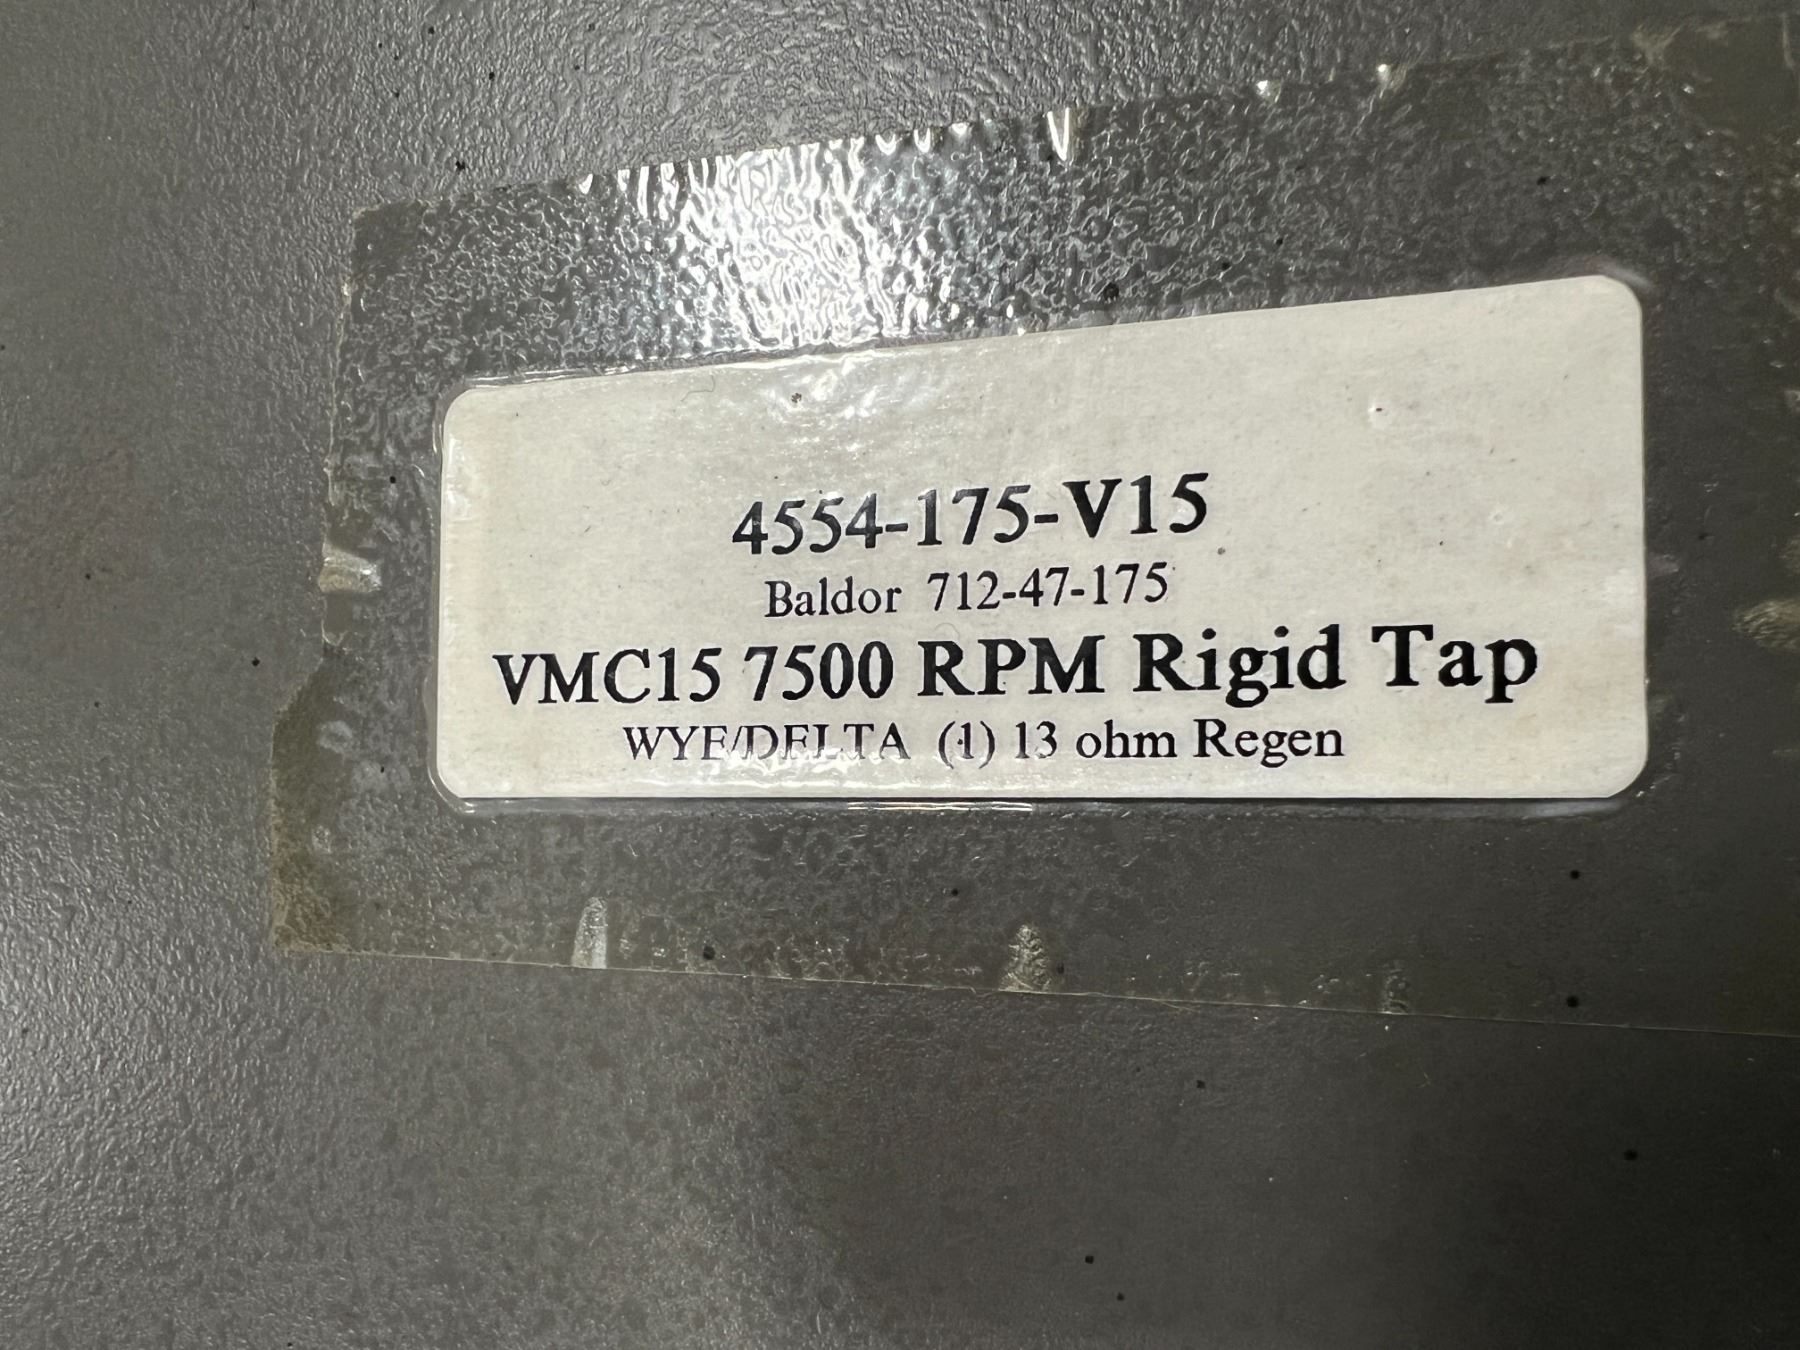 4554-175-V15
Baldor 712-47-175
VMC15 7500 RPM Rigid Tap
WYE/DELTA (1) 13 ohm Regen